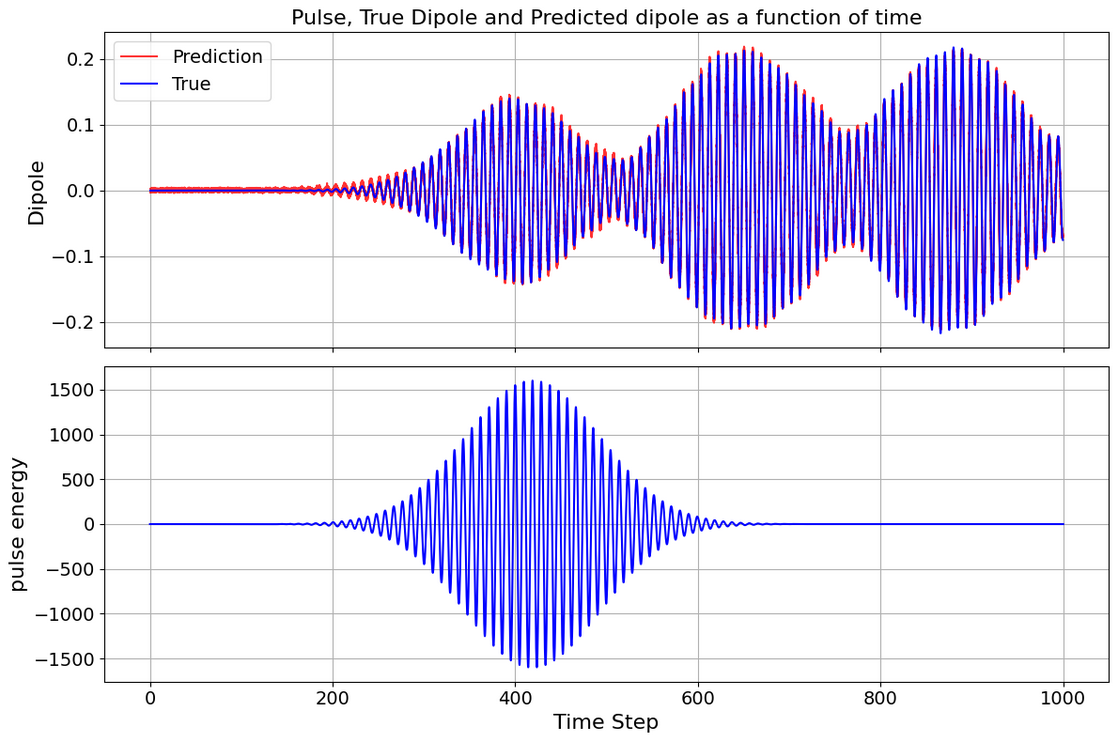 Pulse, True Dipole and Predicted dipole as a function of time
Prediction
True
Dipole
0.2
0.1
0.0
−0.1
−0.2
pulse energy
1500
1000
500
0
−500
−1000
−1500
0 200 400 600 800 1000
Time Step